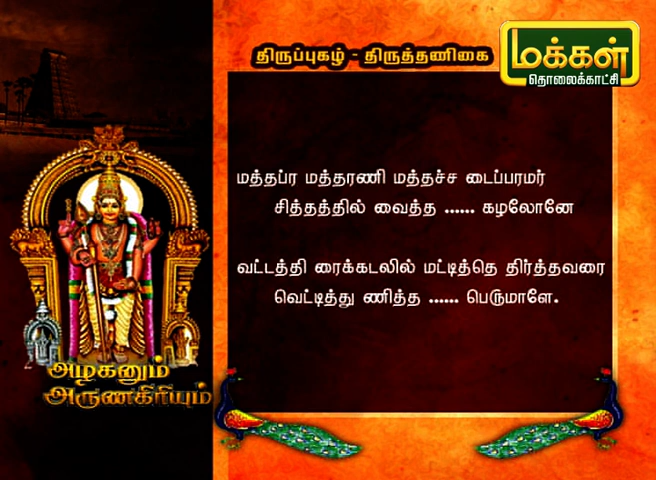 திருப்புகழ் - திருத்தணிகை
மக்கள்
தொலைக்காட்சி
மத்தப்ர மத்தரணி மத்தச்ச டைப்பரமர்
சித்தத்தில் வைத்த ...... கழலோனே
வட்டத்தி ரைக்கடலில் மட்டித்தெ திர்த்தவரை
வெட்டித்து ணித்த ...... பெருமாளே.
அழகனும்
அருணகிரியும்